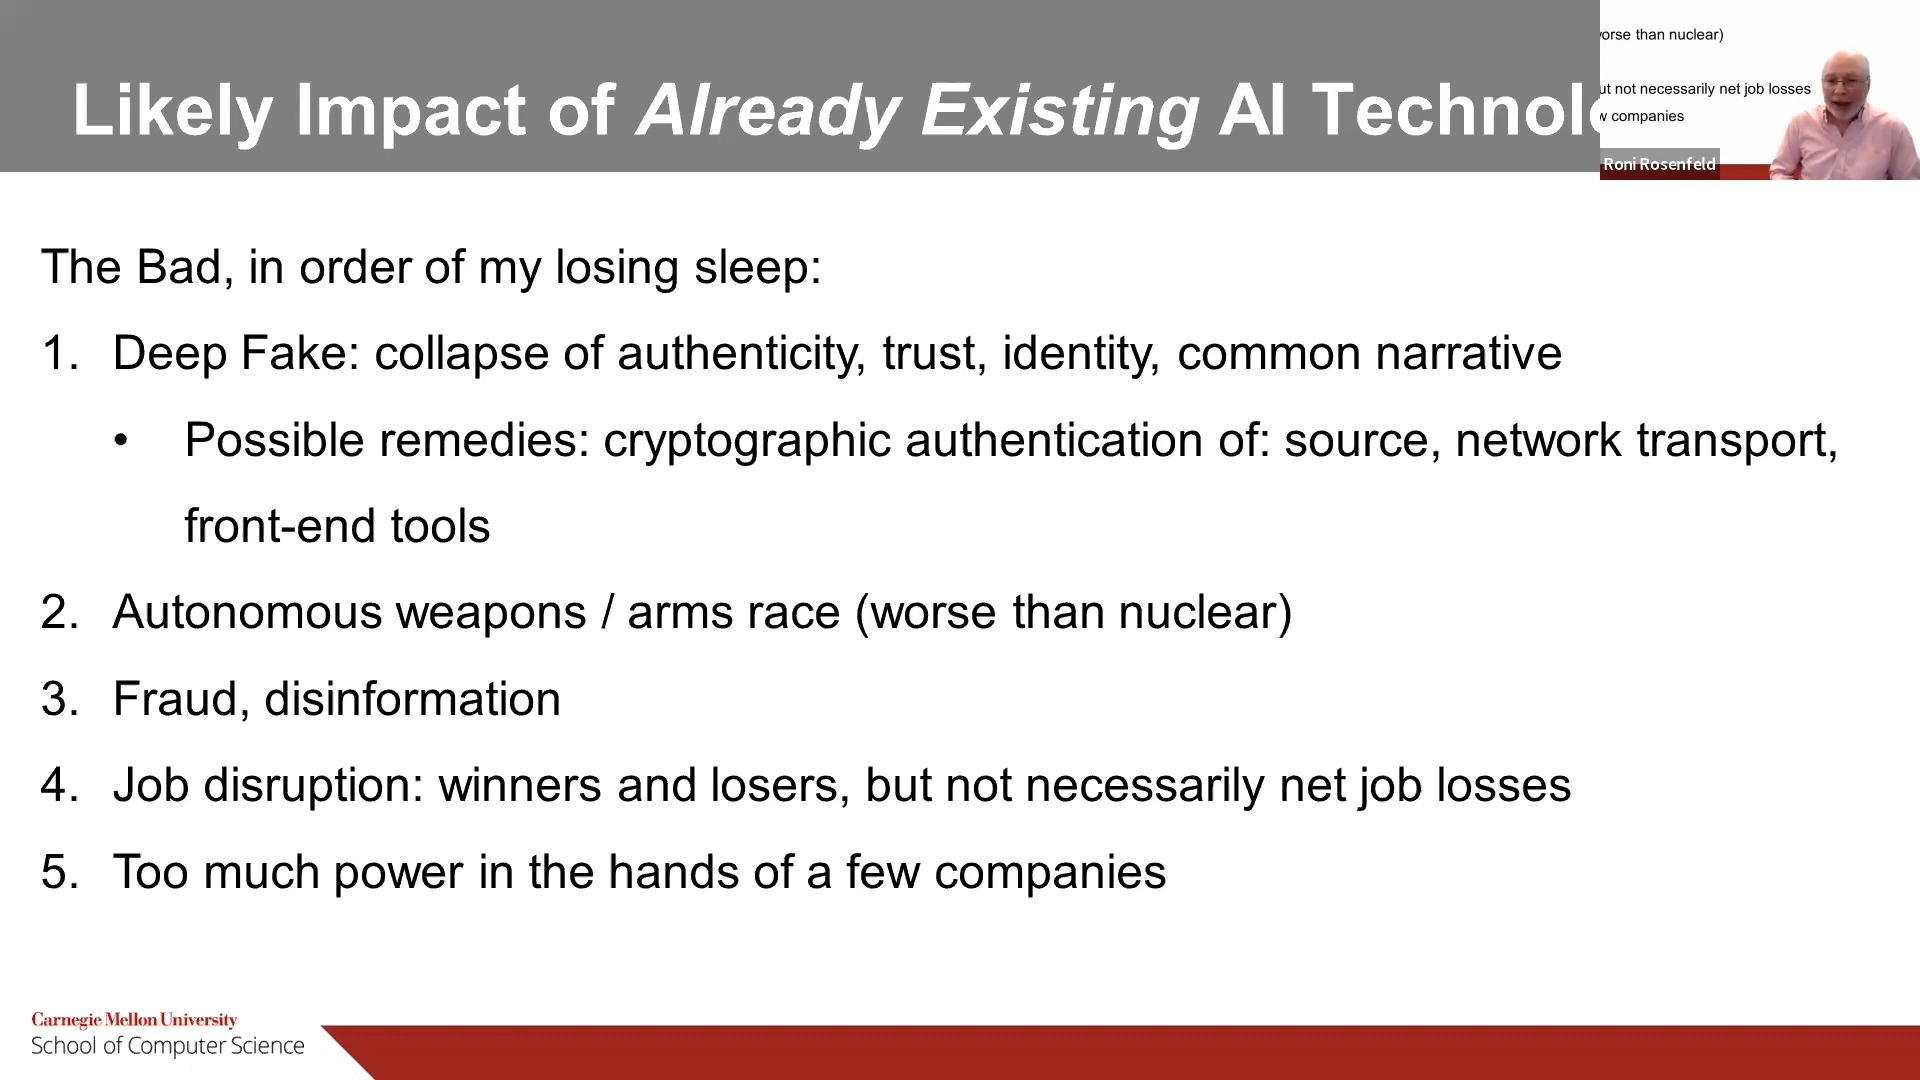 Likely Impact of Already Existing AI Technolo
worse than nuclear)
ut not necessarily net job losses
w companies
Roni Rosenfeld
The Bad, in order of my losing sleep:
1. Deep Fake: collapse of authenticity, trust, identity, common narrative
• Possible remedies: cryptographic authentication of: source, network transport,
front-end tools
2. Autonomous weapons / arms race (worse than nuclear)
3. Fraud, disinformation
4. Job disruption: winners and losers, but not necessarily net job losses
5. Too much power in the hands of a few companies
Carnegie Mellon University
School of Computer Science